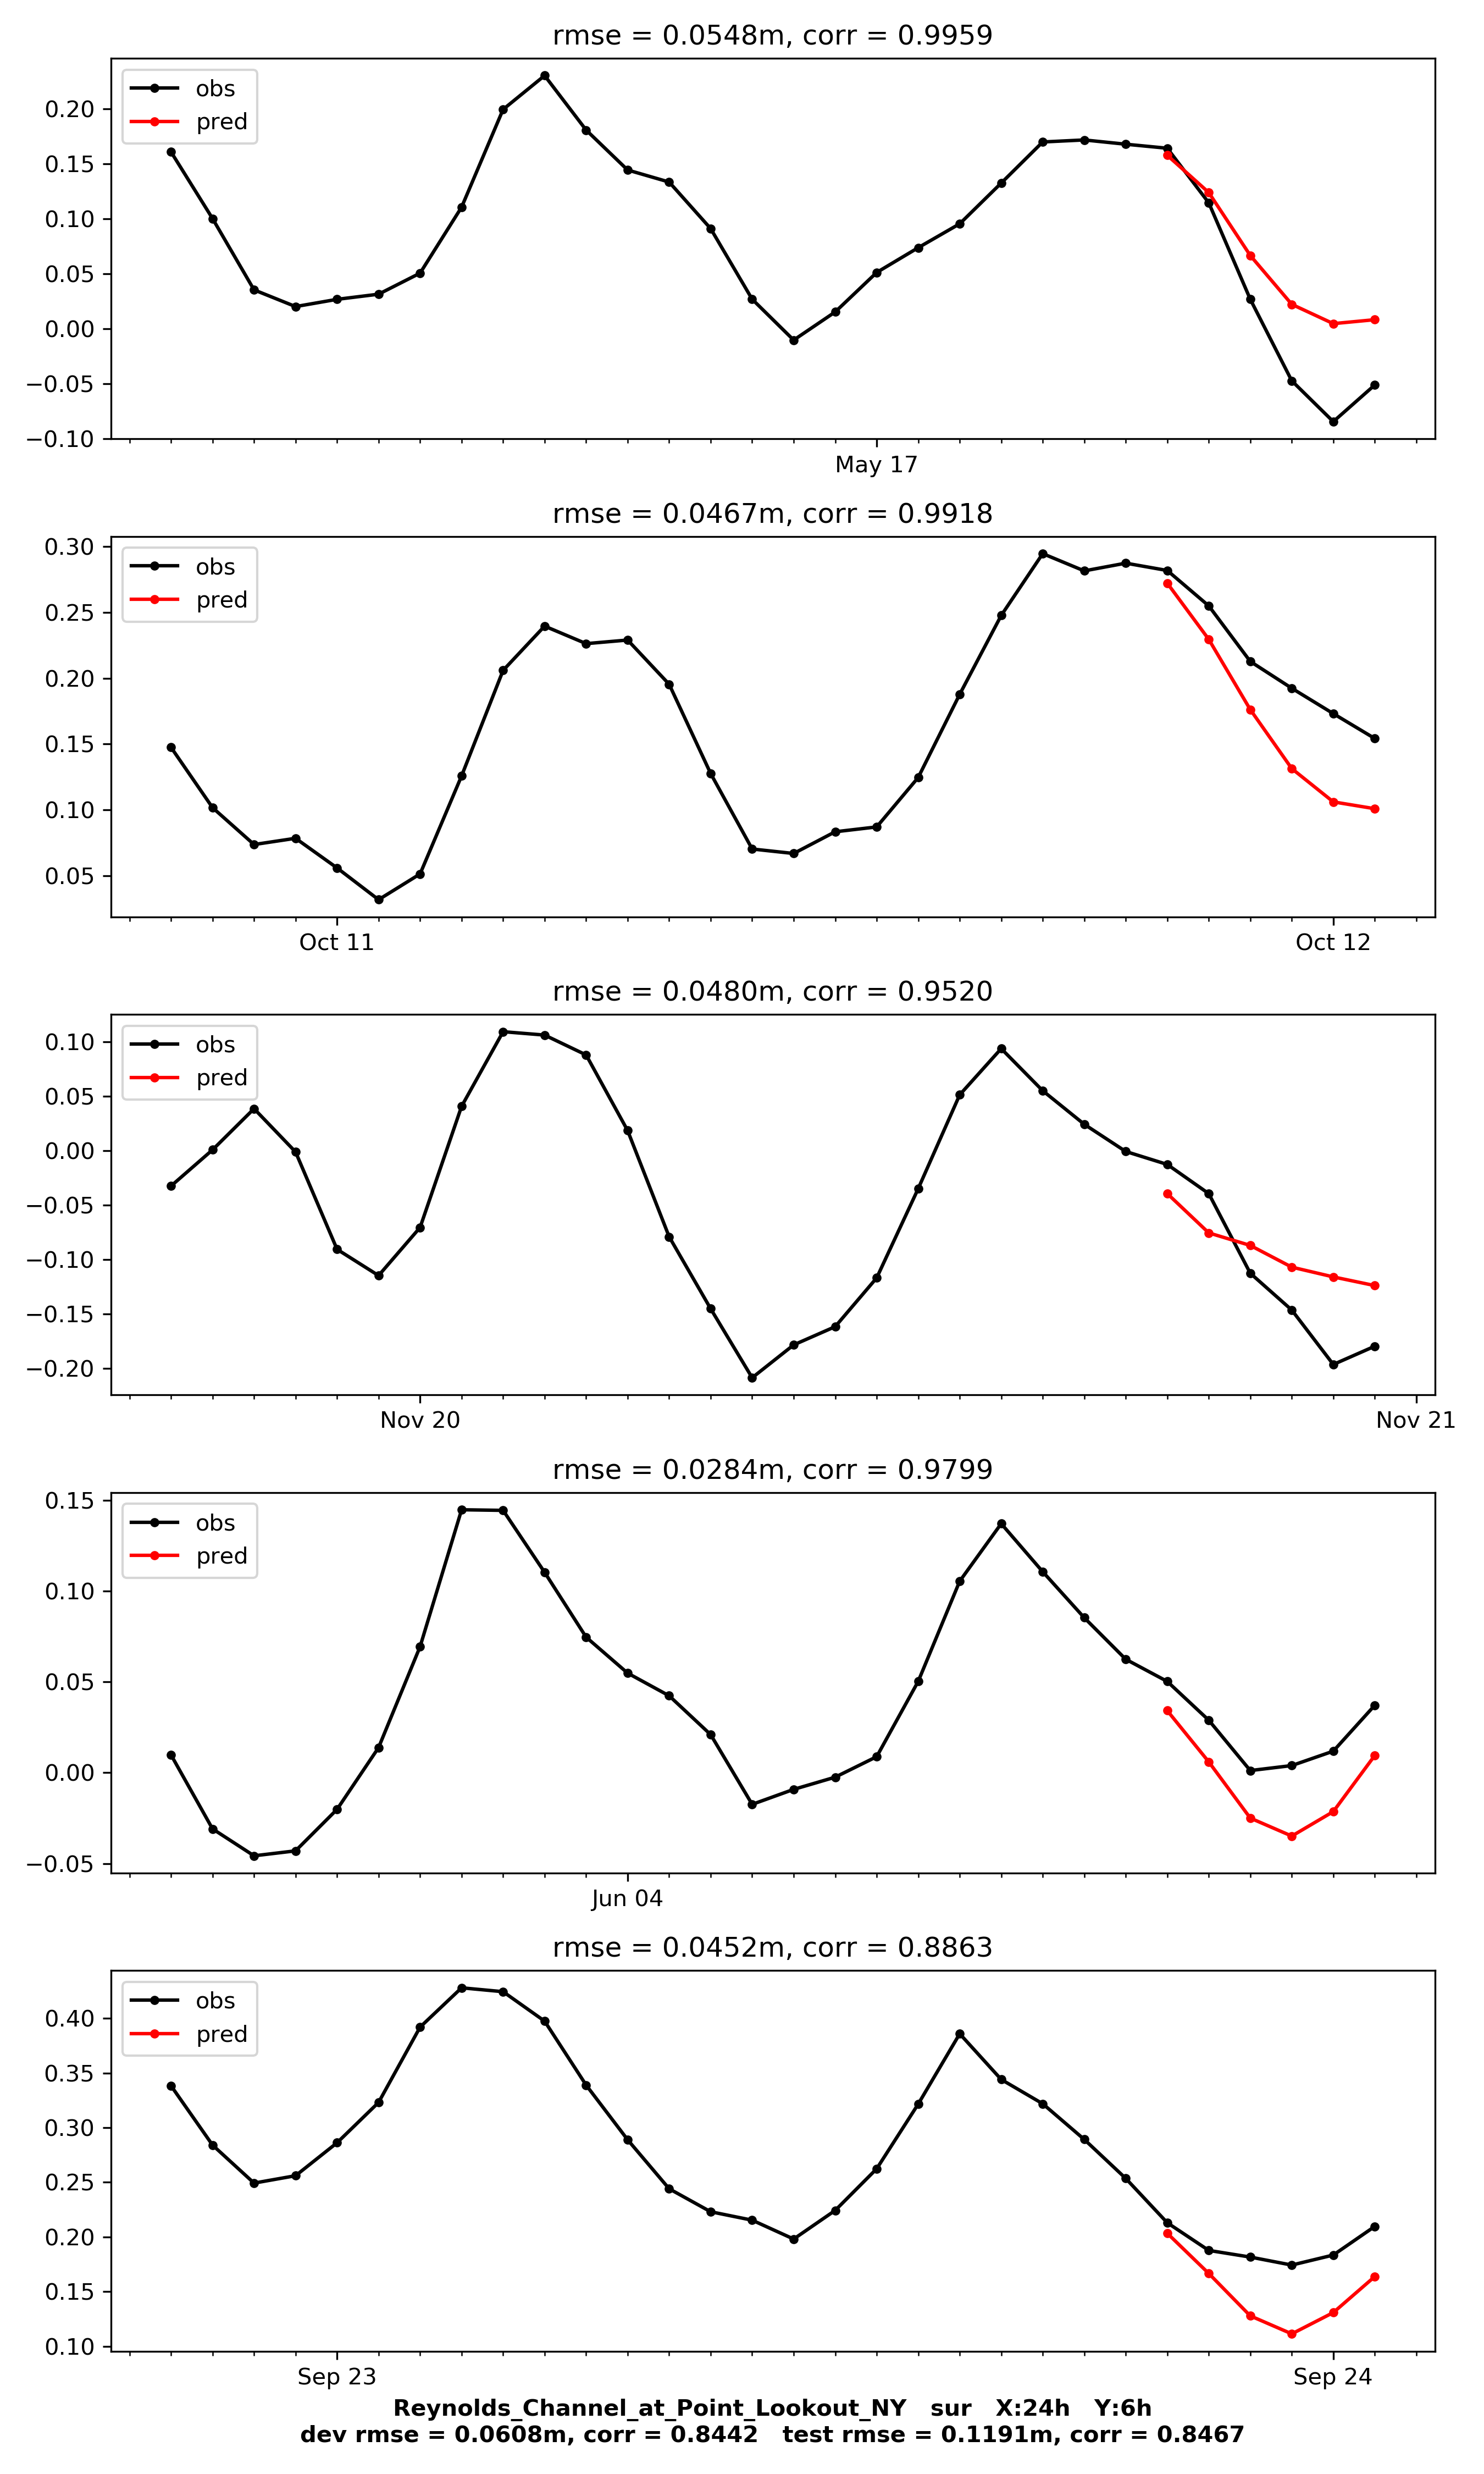 rmse = 0.0548m, corr = 0.9959
obs
pred
0.20
0.15
0.10
0.05
0.00
−0.05
−0.10
May 17
rmse = 0.0467m, corr = 0.9918
obs
pred
0.30
0.25
0.20
0.15
0.10
0.05
Oct 11 Oct 12
rmse = 0.0480m, corr = 0.9520
obs
pred
0.10
0.05
0.00
−0.05
−0.10
−0.15
−0.20
Nov 20 Nov 21
rmse = 0.0284m, corr = 0.9799
obs
pred
0.15
0.10
0.05
0.00
−0.05
Jun 04
rmse = 0.0452m, corr = 0.8863
obs
pred
0.40
0.35
0.30
0.25
0.20
0.15
0.10
Sep 23 Sep 24
Reynolds_Channel_at_Point_Lookout_NY sur X:24h Y:6h
dev rmse = 0.0608m, corr = 0.8442 test rmse = 0.1191m, corr = 0.8467